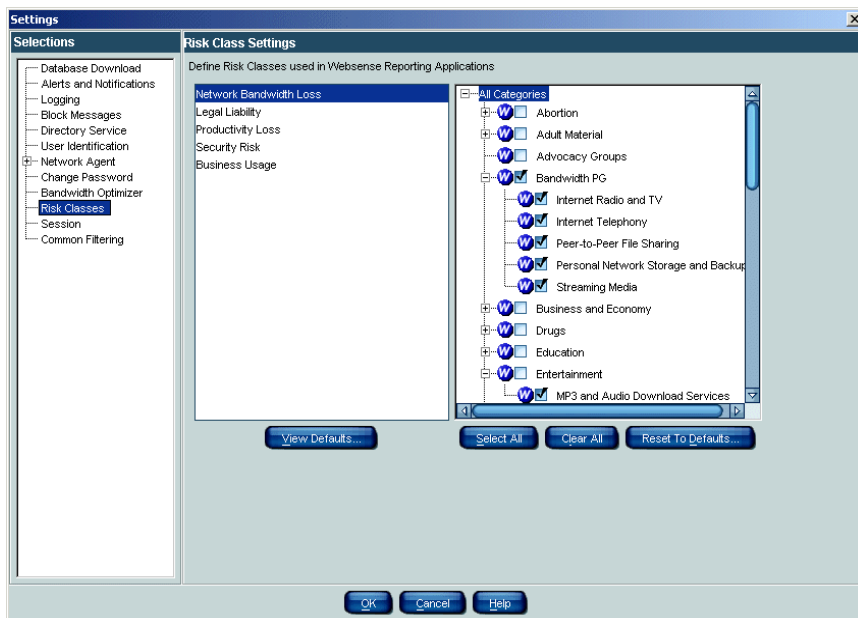 Settings
Selections
Database Download
Alerts and Notifications
Logging
Block Messages
Directory Service
User Identification
Network Agent
Change Password
Bandwidth Optimizer
Risk Classes
Session
Common Filtering
Risk Class Settings
Define Risk Classes used in Websense Reporting Applications
Network Bandwidth Loss
Legal Liability
Productivity Loss
Security Risk
Business Usage
View Defaults...
All Categories
W Abortion
W Adult Material
W Advocacy Groups
W Bandwidth PG
W Internet Radio and TV
W Internet Telephony
W Peer-to-Peer File Sharing
W Personal Network Storage and Backup
W Streaming Media
W Business and Economy
W Drugs
W Education
W Entertainment
W MP3 and Audio Download Services
Select All Clear All Reset To Defaults...
OK Cancel Help